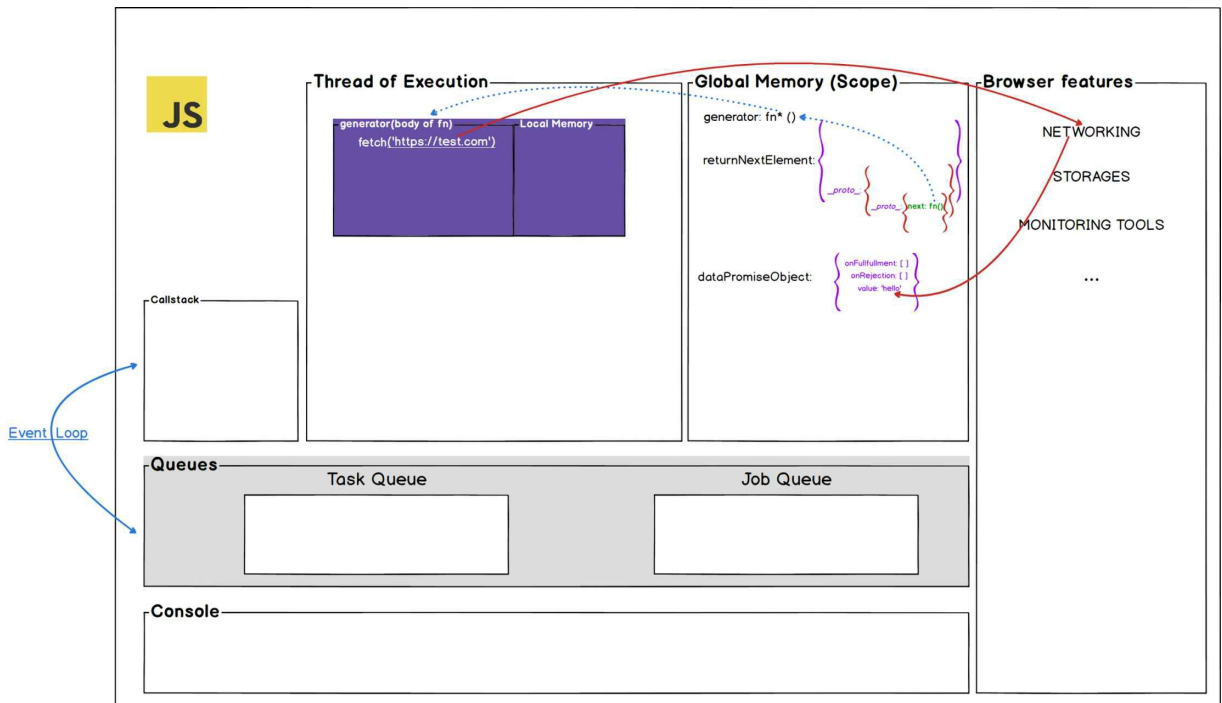 JS
Thread of Execution
generator(body of fn)
Local Memory
fetch('https://test.com')
Global Memory (Scope)
generator: fn* ()
returnNextElement:
__proto__:
__proto__:
next: fn()
dataPromiseObject:
onFullfullment: [ ]
onRejection: [ ]
value: 'hello'
Browser features
NETWORKING
STORAGES
MONITORING TOOLS
...
Callstack
Event Loop
Queues
Task Queue
Job Queue
Console